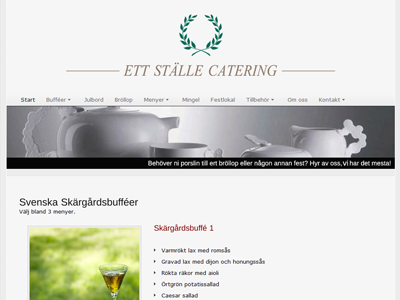 ETT STÄLLE CATERING
Start Bufféer Julbord Bröllop Menyer Mingel Festlokal Tillbehör Om oss Kontakt
Behöver ni porslin till ert bröllop eller någon annan fest? Hyr av oss,vi har det mesta!
Svenska Skärgårdsbufféer
Välj bland 3 menyer.
Skärgårdsbuffé 1
Varmrökt lax med romsås
Gravad lax med dijon och honungssås
Rökta räkor med aioli
Örtgrön potatissallad
Caesar sallad